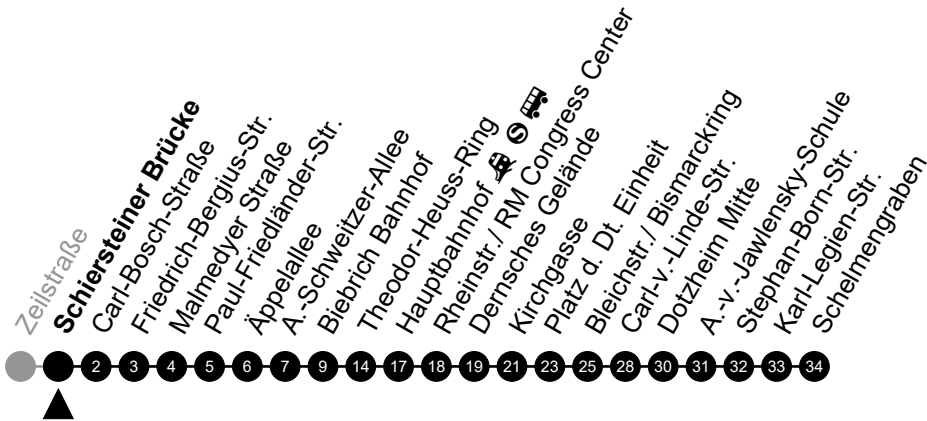 Zeilstraße
Schiersteiner Brücke
Carl-Bosch-Straße
Friedrich-Bergius-Str.
Malmedyer Straße
Paul-Friedländer-Str.
Äppelallee
A.-Schweitzer-Allee
Biebrich Bahnhof
Theodor-Heuss-Ring
Hauptbahnhof S
Rheinstr./ RM Congress Center
Dernsches Gelände
Kirchgasse
Platz d. Dt. Einheit
Bleichstr./ Bismarckring
Carl-v.-Linde-Str.
Dotzheim Mitte
A.-v.-Jawlensky-Schule
Stephan-Born-Str.
Karl-Legien-Str.
Schelmengraben
2 3 4 5 6 7 9 14 17 18 19 21 23 25 28 30 31 32 33 34